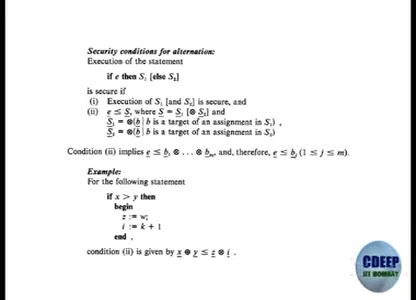 Security conditions for alternation:
Execution of the statement
if e then S₁ [else S₂]
is secure if
(i) Execution of S₁ [and S₂] is secure, and
(ii) e ≤ S, where S = S₁ [⊗ S₂] and
S₁ = ⊗{b | b is a target of an assignment in S₁} ,
S₂ = ⊗{b | b is a target of an assignment in S₂}
Condition (ii) implies e ≤ b₁ ⊗ . . . ⊗ bₘ, and, therefore, e ≤ bⱼ (1 ≤ j ≤ m).
Example:
For the following statement
if x > y then
begin
z := w;
i := k + 1
end ,
condition (ii) is given by x ⊕ y ≤ z ⊗ i .
CDEEP
IIT BOMBAY